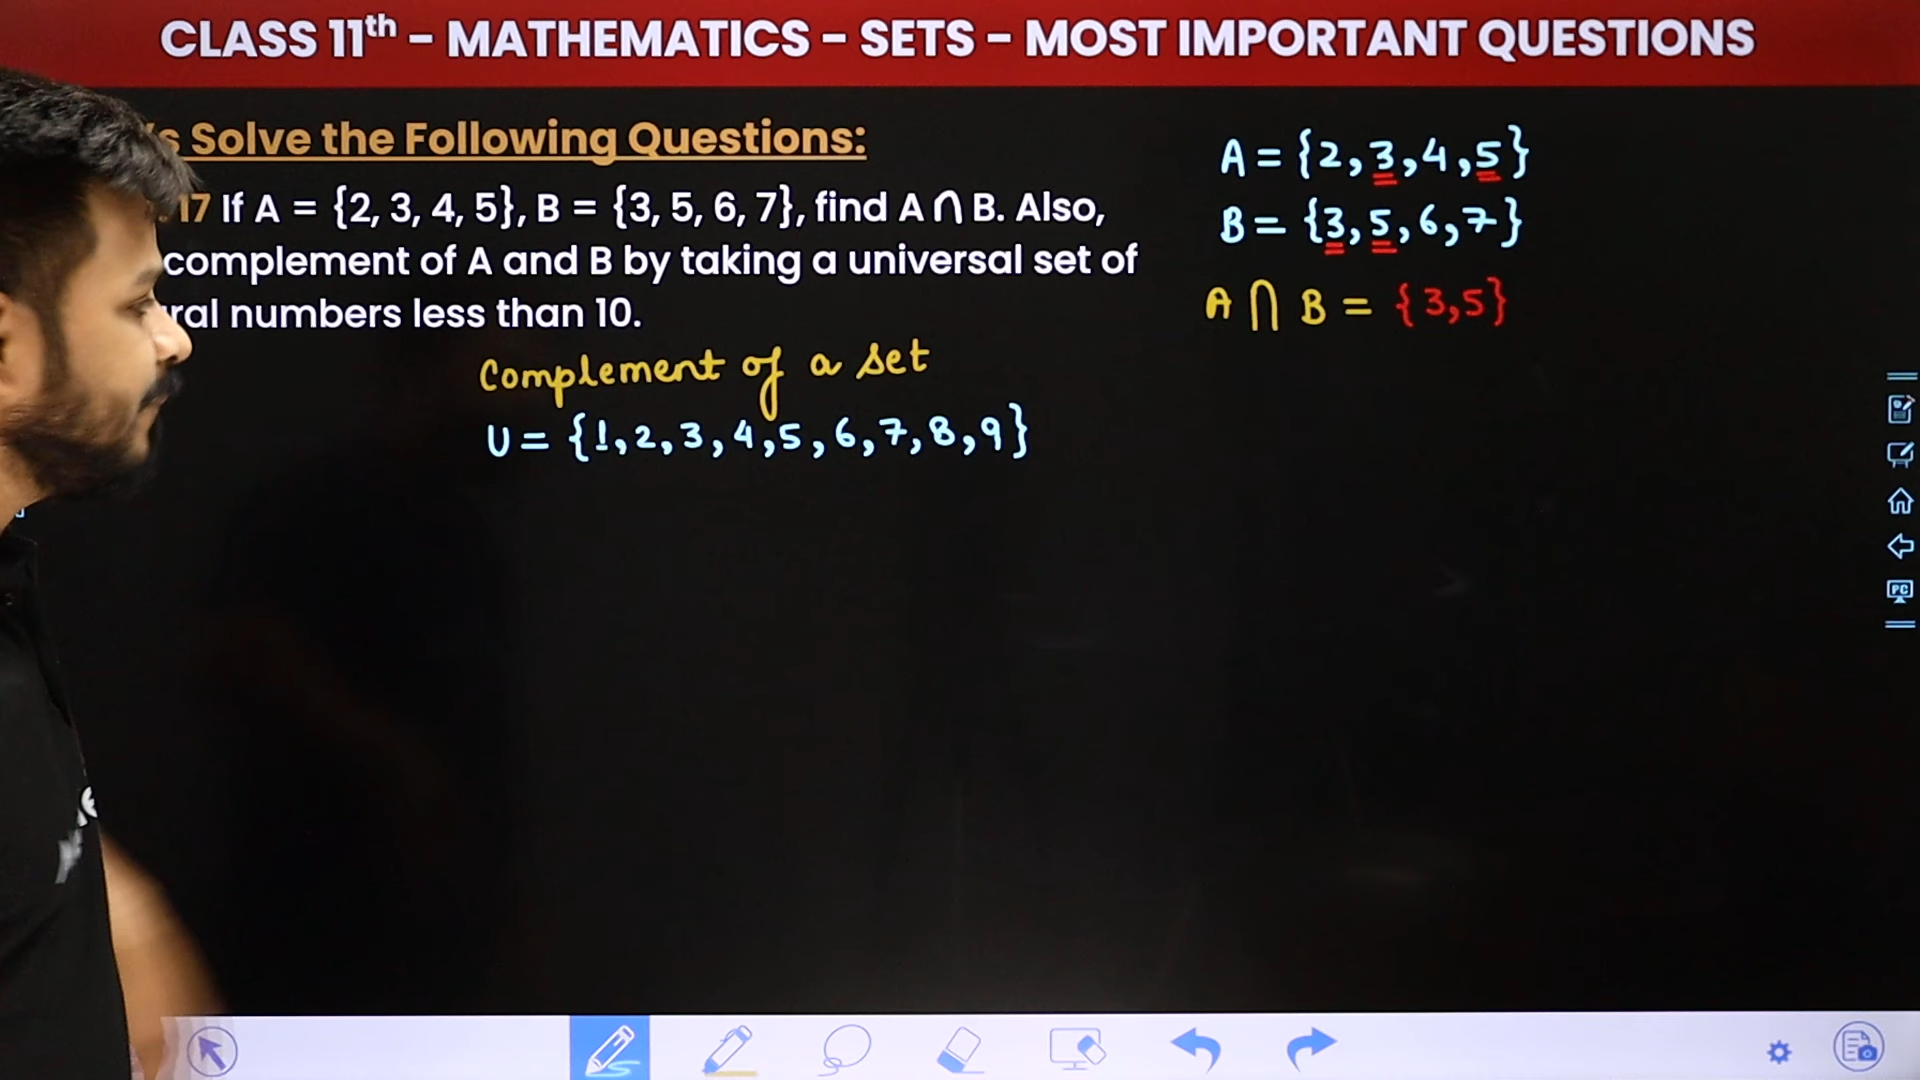 CLASS 11th - MATHEMATICS - SETS - MOST IMPORTANT QUESTIONS
Solve the Following Questions:
17 If A = {2, 3, 4, 5}, B = {3, 5, 6, 7}, find A ∩ B. Also,
complement of A and B by taking a universal set of
numbers less than 10.
Complement of a set
U = {1, 2, 3, 4, 5, 6, 7, 8, 9}
A = {2, 3, 4, 5}
B = {3, 5, 6, 7}
A ∩ B = {3, 5}
PC